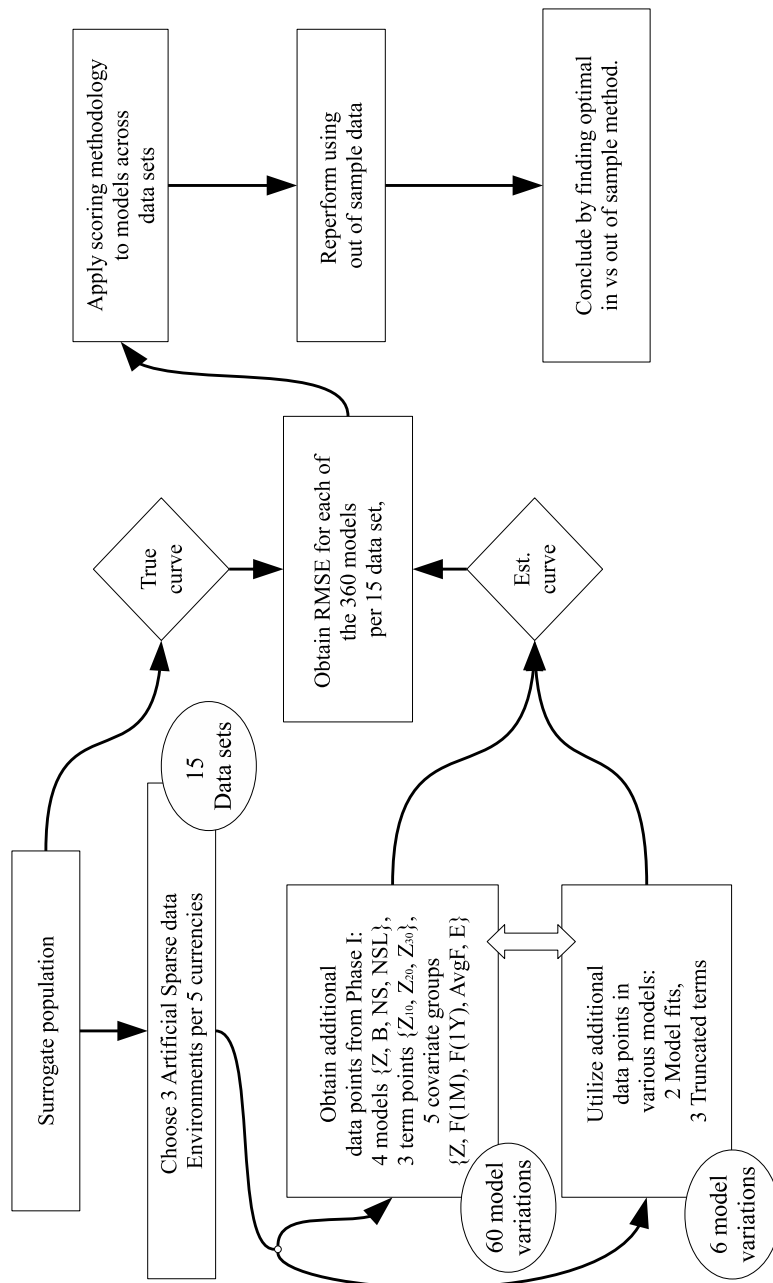 Surrogate population
Choose 3 Artificial Sparse data
Environments per 5 currencies
15
Data sets
Obtain additional
data points from Phase I:
4 models {Z, B, NS, NSL},
3 term points {Z₁₀, Z₂₀, Z₃₀},
5 covariate groups
{Z, F(1M), F(1Y), AvgF, E}
60 model
variations
Utilize additional
data points in
various models:
2 Model fits,
3 Truncated terms
6 model
variations
True
curve
Est.
curve
Obtain RMSE for each of
the 360 models
per 15 data set,
Apply scoring methodology
to models across
data sets
Reperform using
out of sample data
Conclude by finding optimal
in vs out of sample method.